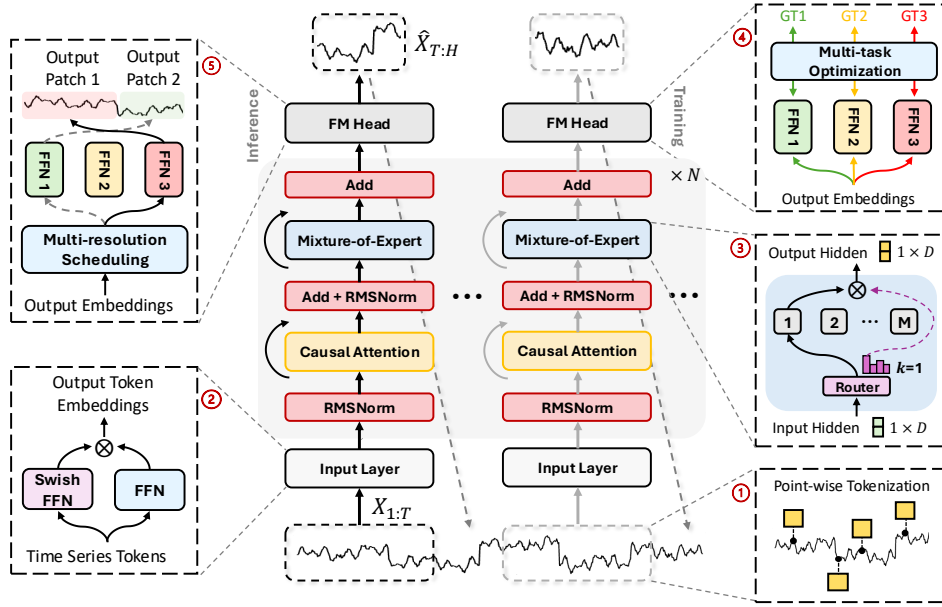 ⑤
Output
Patch 1
Output
Patch 2
FFN 1
FFN 2
FFN 3
Multi-resolution
Scheduling
Output Embeddings
②
Output Token
Embeddings
Swish
FFN
FFN
Time Series Tokens
X̂_{T:H}
Inference
FM Head
Add
Mixture-of-Expert
Add + RMSNorm
Causal Attention
RMSNorm
Input Layer
X_{1:T}
Training
FM Head
× N
Add
Mixture-of-Expert
Add + RMSNorm
Causal Attention
RMSNorm
Input Layer
...
...
④
GT1
GT2
GT3
Multi-task
Optimization
FFN 1
FFN 2
FFN 3
Output Embeddings
③
Output Hidden
1 × D
1
2
...
M
k=1
Router
Input Hidden
1 × D
①
Point-wise Tokenization